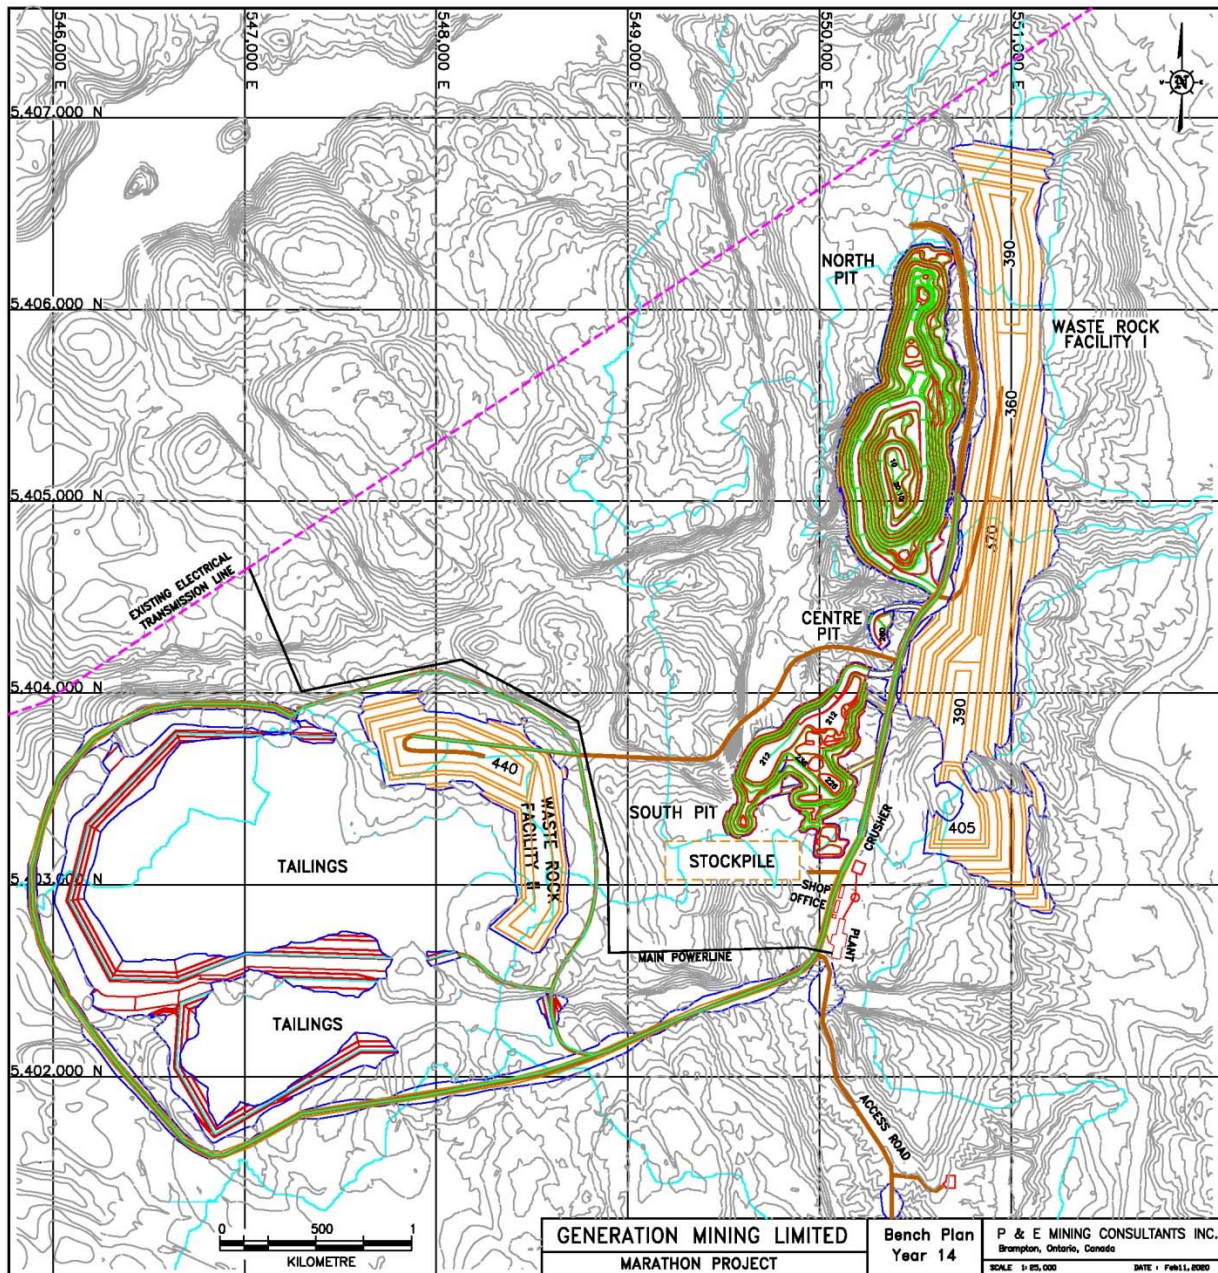 546,000 E
547,000 E
548,000 E
549,000 E
550,000 E
551,000 E
N
5,407,000 N
NORTH
PIT
390
5,406,000 N
WASTE ROCK
FACILITY I
360
10
5,405,000 N
370
EXISTING ELECTRICAL
TRANSMISSION LINE
CENTRE
PIT
5,404,000 N
390
212
212
440
WASTE ROCK
FACILITY II
SOUTH PIT
CRUSHER
405
STOCKPILE
TAILINGS
5,403,000 N
SHOP
OFFICE
PLANT
MAIN POWERLINE
TAILINGS
5,402,000 N
ACCESS ROAD
0 500 1
KILOMETRE
GENERATION MINING LIMITED
MARATHON PROJECT
Bench Plan
Year 14
P & E MINING CONSULTANTS INC.
Brampton, Ontario, Canada
SCALE 1:25,000 DATE : Feb11, 2020